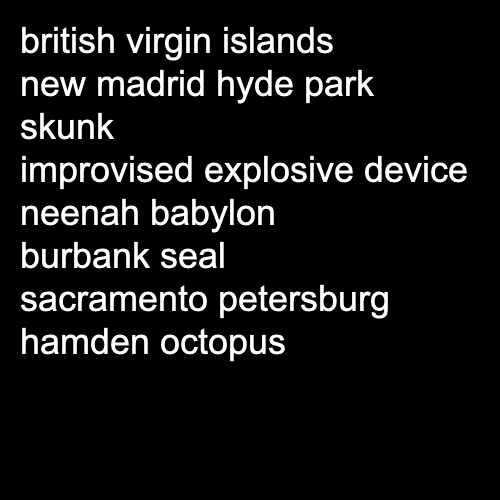 british virgin islands
new madrid hyde park
skunk
improvised explosive device
neenah babylon
burbank seal
sacramento petersburg
hamden octopus